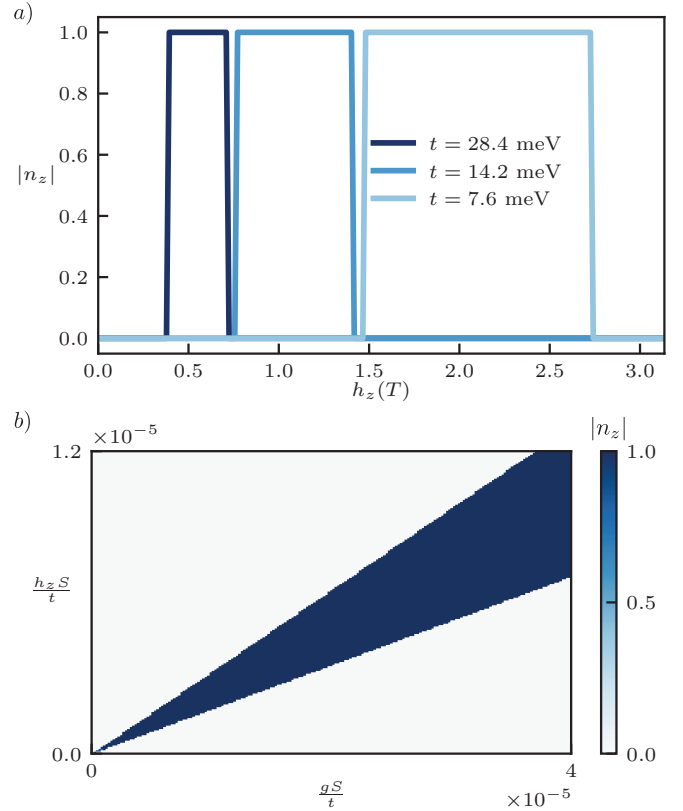 a)
1.0
0.8
0.6
0.4
0.2
0.0
|n_z|
t = 28.4 meV
t = 14.2 meV
t = 7.6 meV
0.0 0.5 1.0 1.5 2.0 2.5 3.0
h_z(T)
b)
×10⁻⁵
|n_z|
1.2
1.0
h_z S / t
0.5
0.0
0.0
0 4
gS / t
×10⁻⁵